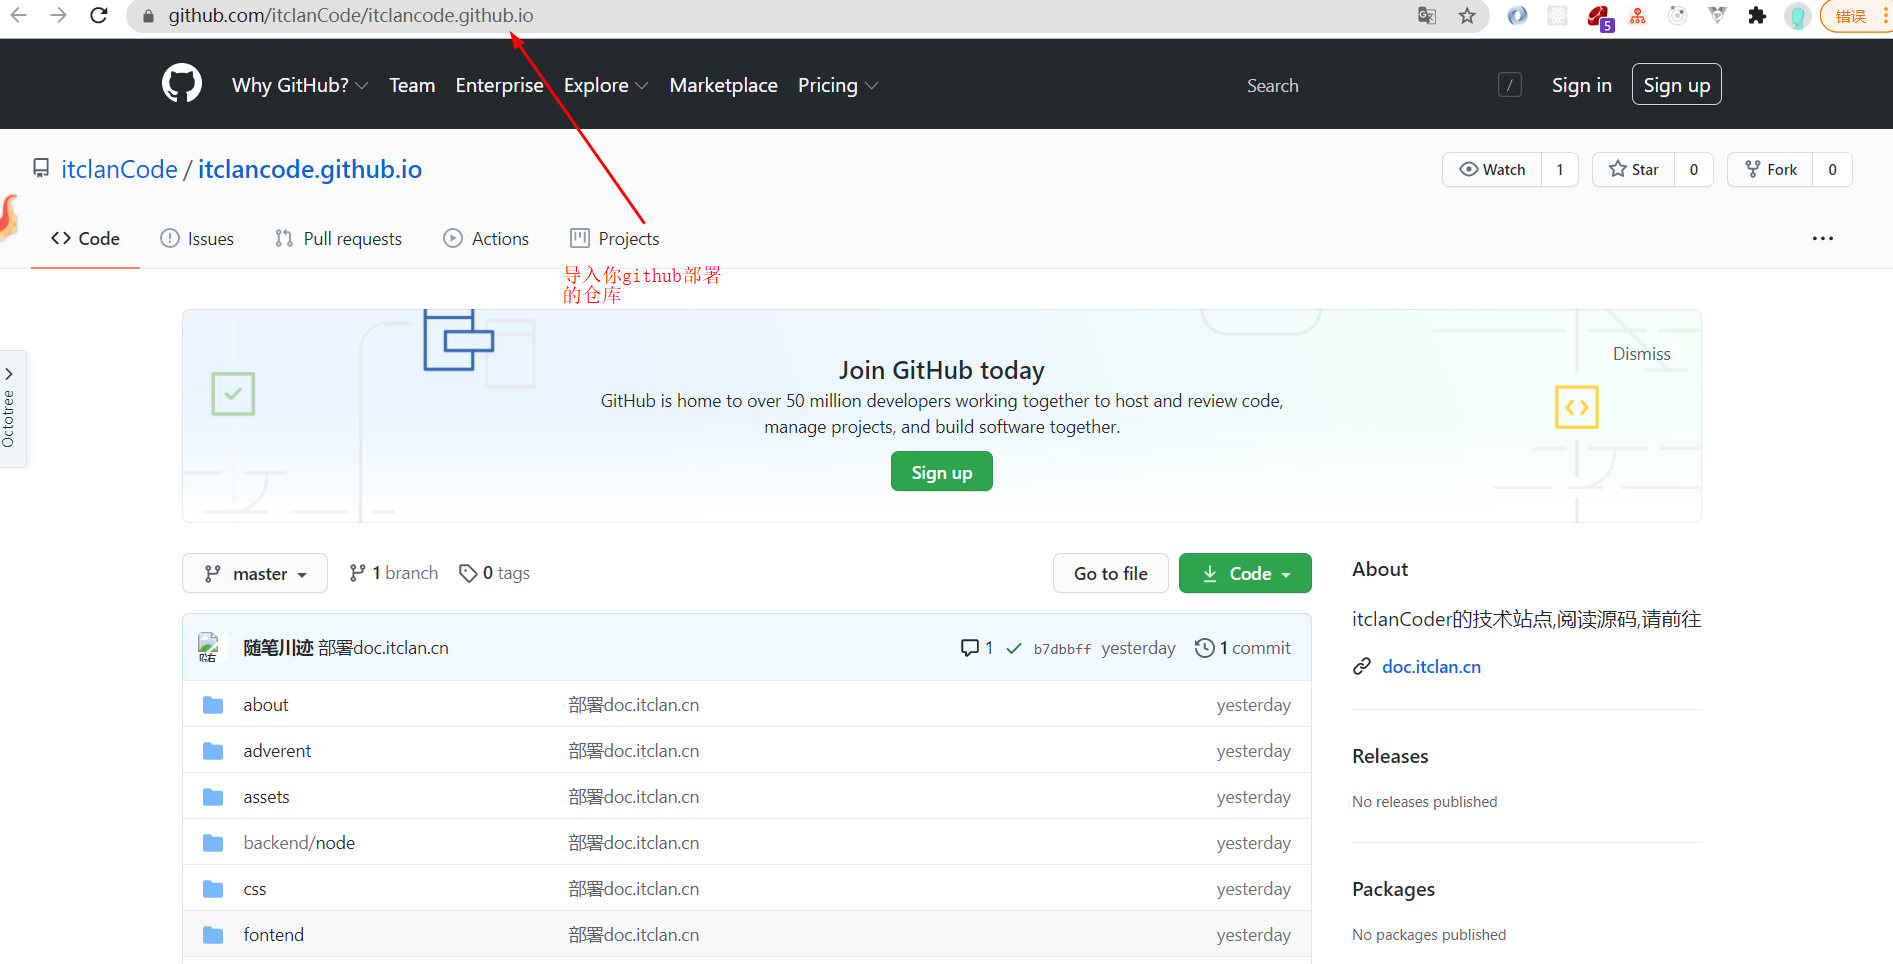 github.com/itclanCode/itclancode.github.io
5
错误
Why GitHub? Team Enterprise Explore Marketplace Pricing
Search / Sign in Sign up
itclanCode / itclancode.github.io
Watch 1 Star 0 Fork 0
Code Issues Pull requests Actions Projects
导入你github部署
的仓库
Octotree
Join GitHub today
Dismiss
GitHub is home to over 50 million developers working together to host and review code,
manage projects, and build software together.
Sign up
master 1 branch 0 tags Go to file Code
随笔川迹 部署doc.itclan.cn 1 b7dbbff yesterday 1 commit
about 部署doc.itclan.cn yesterday
adverent 部署doc.itclan.cn yesterday
assets 部署doc.itclan.cn yesterday
backend/node 部署doc.itclan.cn yesterday
css 部署doc.itclan.cn yesterday
fontend 部署doc.itclan.cn yesterday
About
itclanCoder的技术站点,阅读源码,请前往
doc.itclan.cn
Releases
No releases published
Packages
No packages published